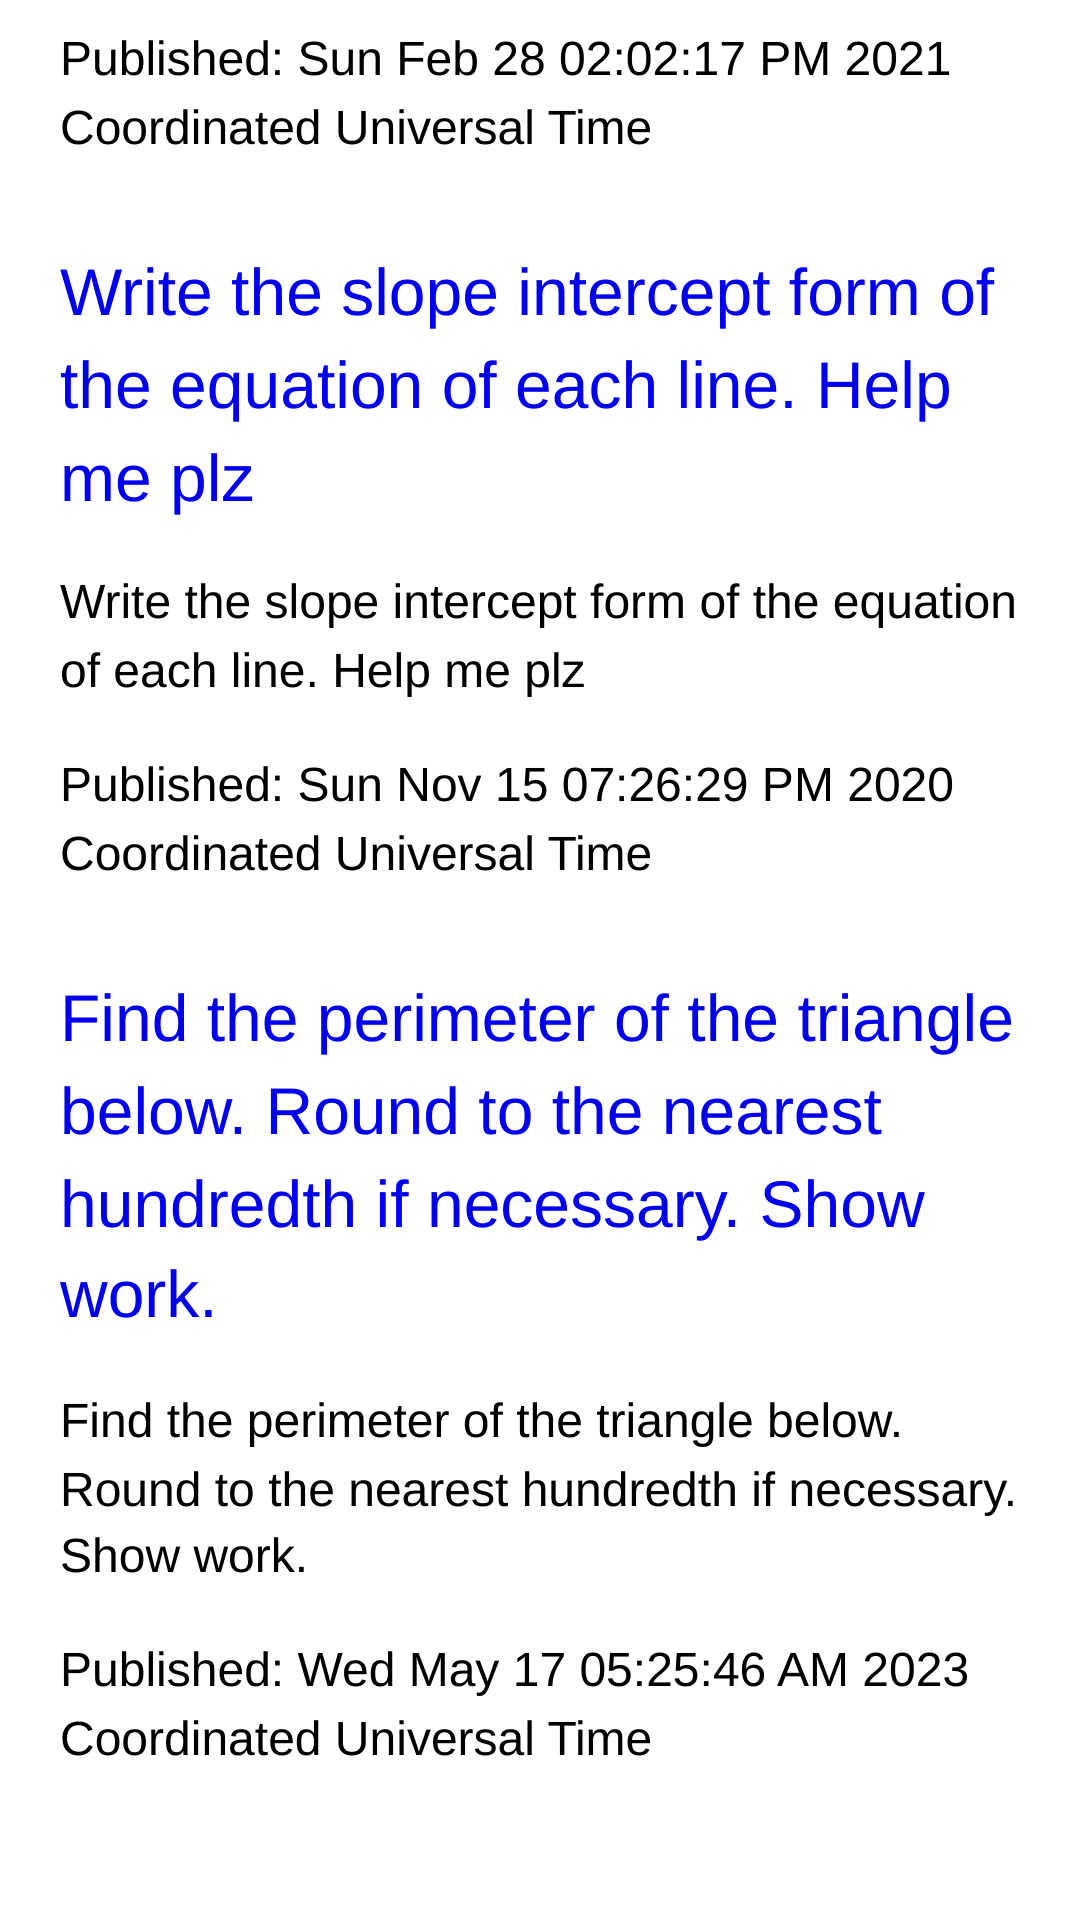 Published: Sun Feb 28 02:02:17 PM 2021
Coordinated Universal Time
Write the slope intercept form of
the equation of each line. Help
me plz
Write the slope intercept form of the equation
of each line. Help me plz
Published: Sun Nov 15 07:26:29 PM 2020
Coordinated Universal Time
Find the perimeter of the triangle
below. Round to the nearest
hundredth if necessary. Show
work.
Find the perimeter of the triangle below.
Round to the nearest hundredth if necessary.
Show work.
Published: Wed May 17 05:25:46 AM 2023
Coordinated Universal Time